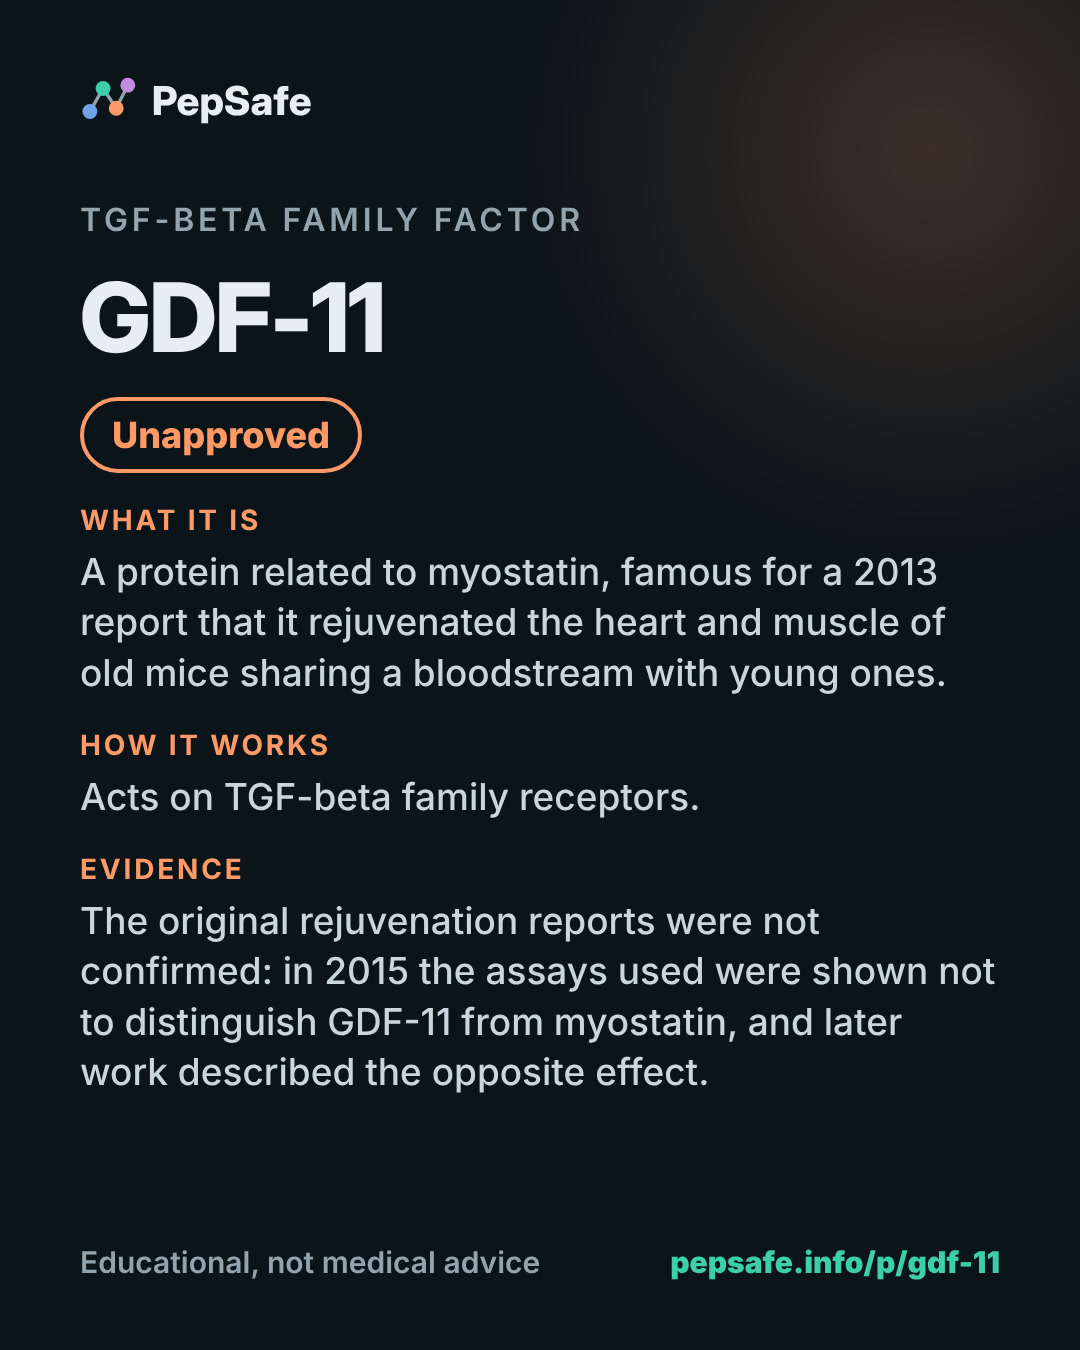 PepSafe
TGF-BETA FAMILY FACTOR
GDF-11
Unapproved
WHAT IT IS
A protein related to myostatin, famous for a 2013
report that it rejuvenated the heart and muscle of
old mice sharing a bloodstream with young ones.
HOW IT WORKS
Acts on TGF-beta family receptors.
EVIDENCE
The original rejuvenation reports were not
confirmed: in 2015 the assays used were shown not
to distinguish GDF-11 from myostatin, and later
work described the opposite effect.
Educational, not medical advice
pepsafe.info/p/gdf-11